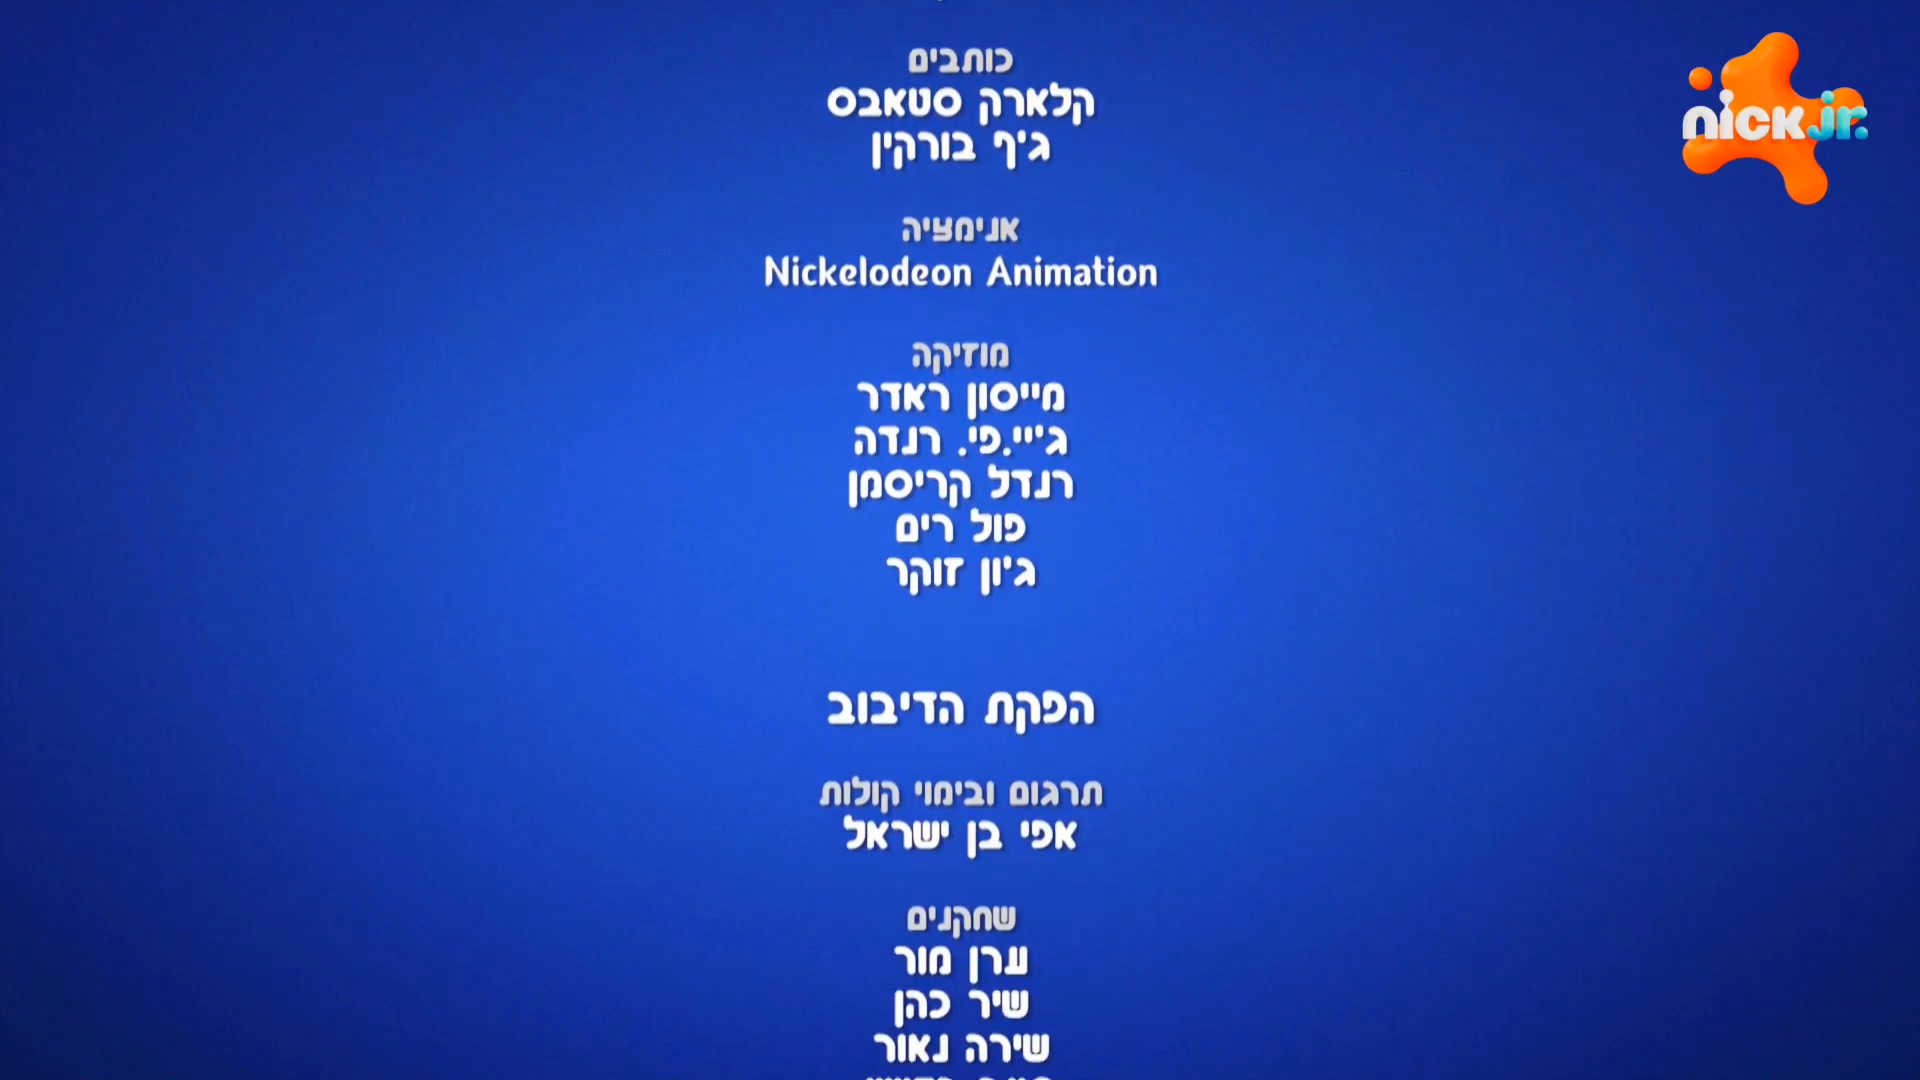 כותבים
קלארק סטאבס
ג'ף בורקין
אנימציה
Nickelodeon Animation
מוזיקה
מייסון ראדר
ג'יי.פי. רנדה
רנדל קריסמן
פול רים
ג'ון זוקר
הפקת הדיבוב
תרגום ובימוי קולות
אפי בן ישראל
שחקנים
ערן מור
שיר כהן
שירה נאור
nick jr.